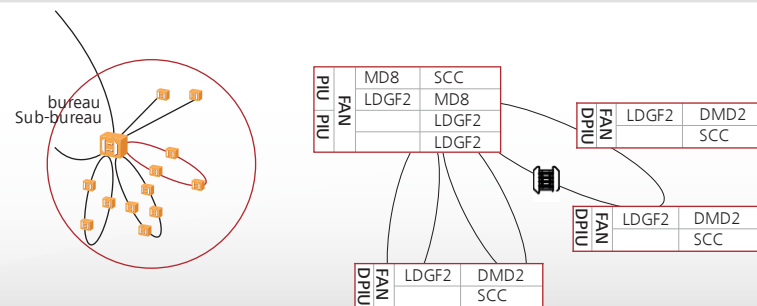 bureau
Sub-bureau
PIU PIU FAN MD8 SCC
LDGF2 MD8
LDGF2
LDGF2
DPIU FAN LDGF2 DMD2
SCC
DPIU FAN LDGF2 DMD2
SCC
DPIU FAN LDGF2 DMD2
SCC